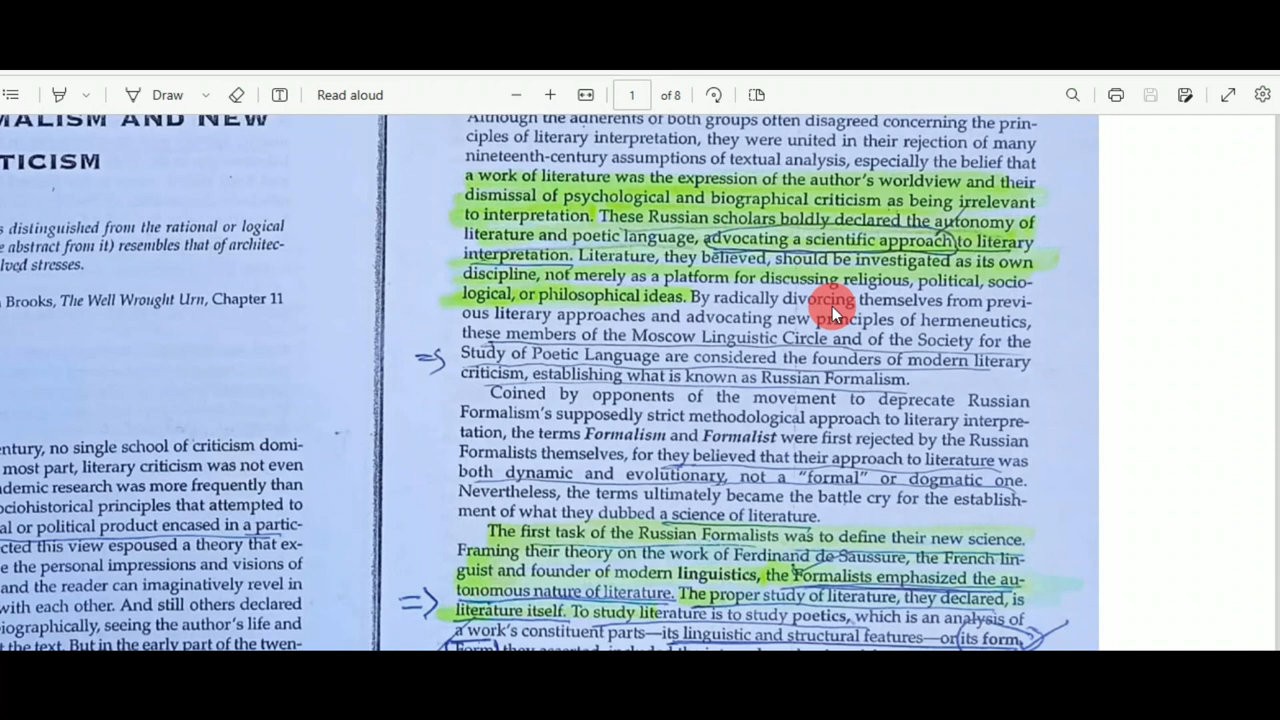 Draw
Read aloud
1
of 8
MALISM AND NEW
TICISM
s distinguished from the rational or logical
e abstract from it) resembles that of architec-
lved stresses.
Brooks, The Well Wrought Urn, Chapter 11
entury, no single school of criticism domi-
most part, literary criticism was not even
ademic research was more frequently than
ociohistorical principles that attempted to
al or political product encased in a partic-
cted this view espoused a theory that ex-
e the personal impressions and visions of
and the reader can imaginatively revel in
with each other. And still others declared
iographically, seeing the author's life and
the text. But in the early part of the twen-
Although the adherents of both groups often disagreed concerning the prin-
ciples of literary interpretation, they were united in their rejection of many
nineteenth-century assumptions of textual analysis, especially the belief that
a work of literature was the expression of the author's worldview and their
dismissal of psychological and biographical criticism as being irrelevant
to interpretation. These Russian scholars boldly declared the autonomy of
literature and poetic language, advocating a scientific approach to literary
interpretation. Literature, they believed, should be investigated as its own
discipline, not merely as a platform for discussing religious, political, socio-
logical, or philosophical ideas. By radically divorcing themselves from previ-
ous literary approaches and advocating new principles of hermeneutics,
these members of the Moscow Linguistic Circle and of the Society for the
Study of Poetic Language are considered the founders of modern literary
criticism, establishing what is known as Russian Formalism.
Coined by opponents of the movement to deprecate Russian
Formalism's supposedly strict methodological approach to literary interpre-
tation, the terms Formalism and Formalist were first rejected by the Russian
Formalists themselves, for they believed that their approach to literature was
both dynamic and evolutionary, not a "formal" or dogmatic one.
Nevertheless, the terms ultimately became the battle cry for the establish-
ment of what they dubbed a science of literature.
The first task of the Russian Formalists was to define their new science.
Framing their theory on the work of Ferdinand de Saussure, the French lin-
guist and founder of modern linguistics, the Formalists emphasized the au-
tonomous nature of literature. The proper study of literature, they declared, is
literature itself. To study literature is to study poetics, which is an analysis of
a work's constituent parts—its linguistic and structural features—or its form.
Form, they asserted, included the